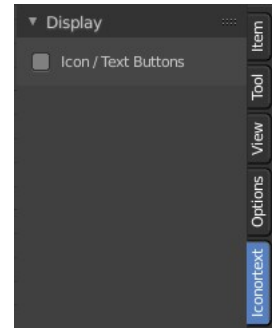 Display
Icon / Text Buttons
Item
Tool
View
Options
Iconortext